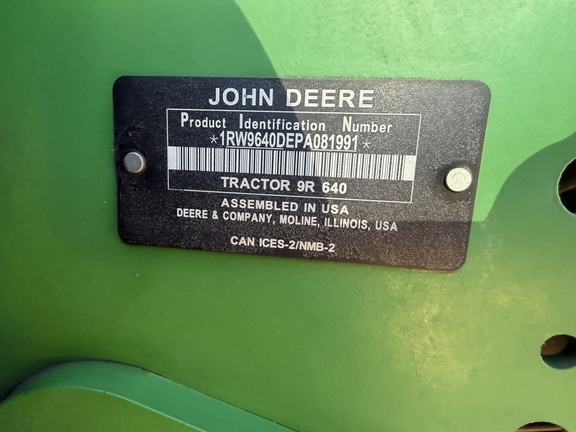 JOHN DEERE
Product Identification Number
*1RW9640DEPA081991*
TRACTOR 9R 640
ASSEMBLED IN USA
DEERE & COMPANY, MOLINE, ILLINOIS, USA
CAN ICES-2/NMB-2